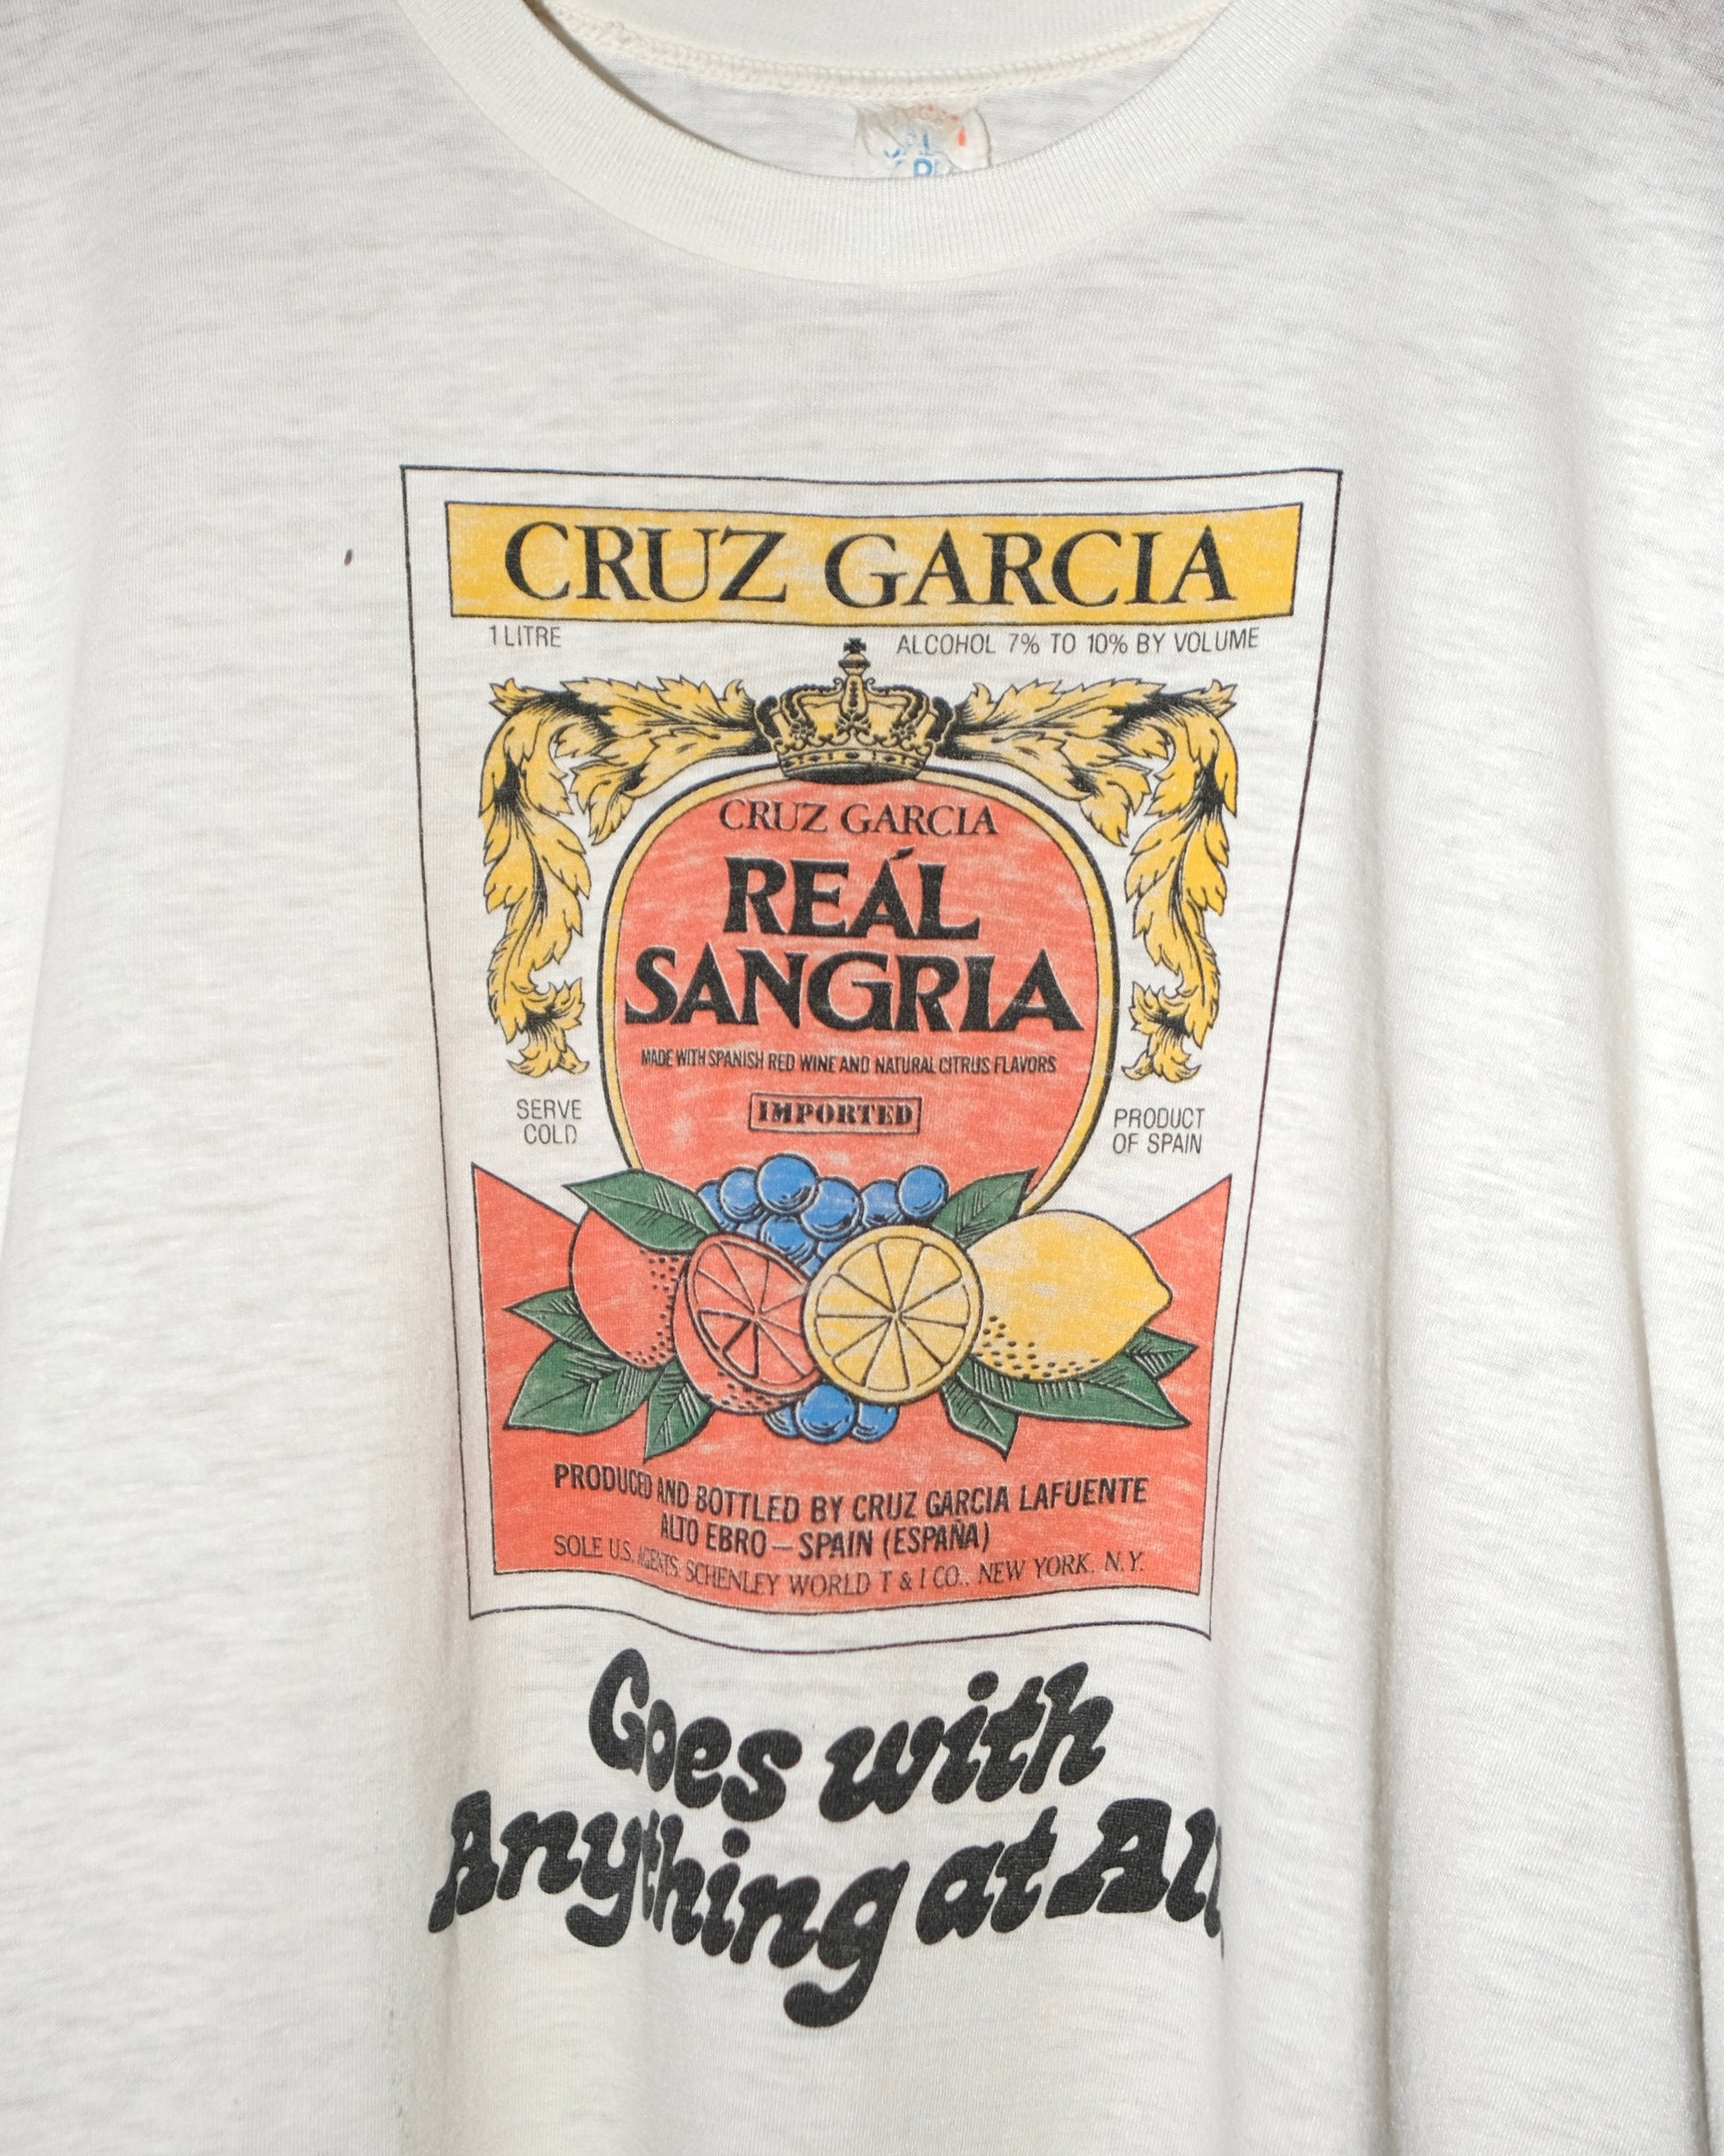 CRUZ GARCIA
1 LITRE
ALCOHOL 7% TO 10% BY VOLUME
CRUZ GARCIA
REÁL
SANGRIA
MADE WITH SPANISH RED WINE AND NATURAL CITRUS FLAVORS
IMPORTED
SERVE
COLD
PRODUCT
OF SPAIN
PRODUCED AND BOTTLED BY CRUZ GARCIA LAFUENTE
ALTO EBRO — SPAIN (ESPAÑA)
SOLE U.S. AGENTS: SCHENLEY WORLD T & I CO., NEW YORK. N.Y.
Goes with
Anything at All